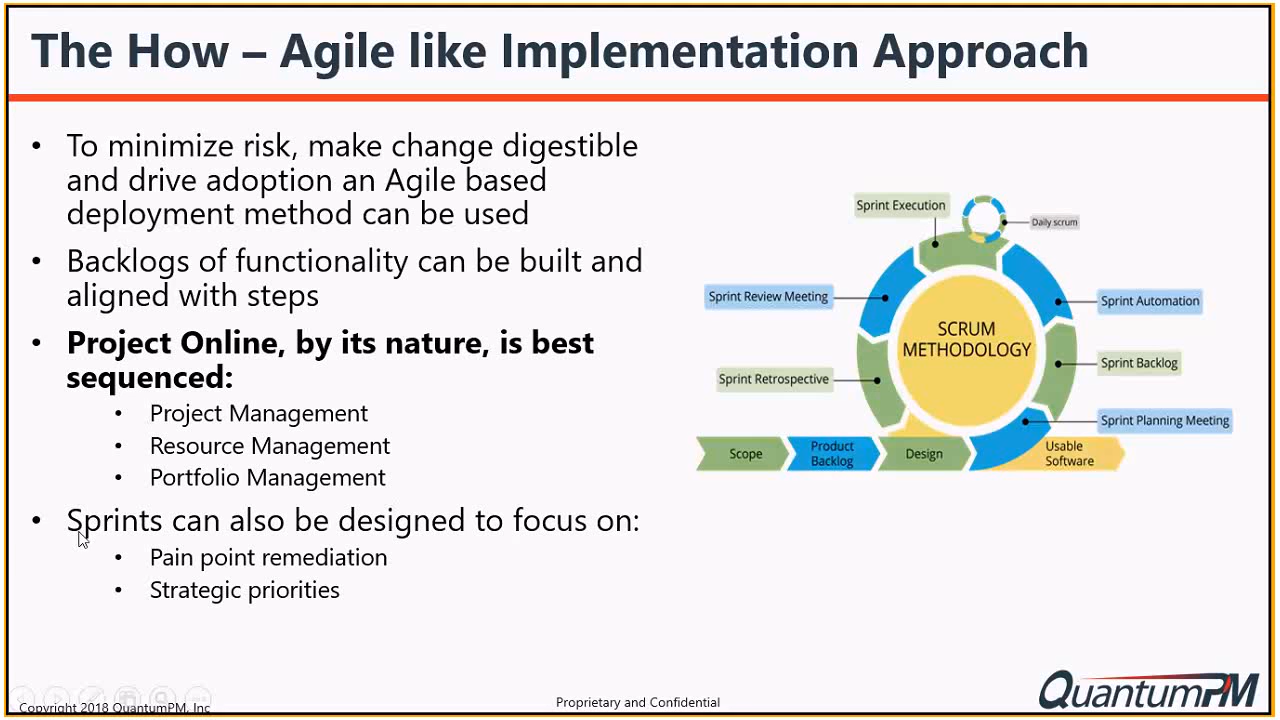 The How – Agile like Implementation Approach
• To minimize risk, make change digestible
and drive adoption an Agile based
deployment method can be used
• Backlogs of functionality can be built and
aligned with steps
• Project Online, by its nature, is best
sequenced:
• Project Management
• Resource Management
• Portfolio Management
• Sprints can also be designed to focus on:
• Pain point remediation
• Strategic priorities
Sprint Execution
Daily scrum
Sprint Review Meeting
Sprint Automation
SCRUM
METHODOLOGY
Sprint Backlog
Sprint Retrospective
Sprint Planning Meeting
Scope
Product
Backlog
Design
Usable
Software
Copyright 2018 QuantumPM, Inc
Proprietary and Confidential
QuantumPM